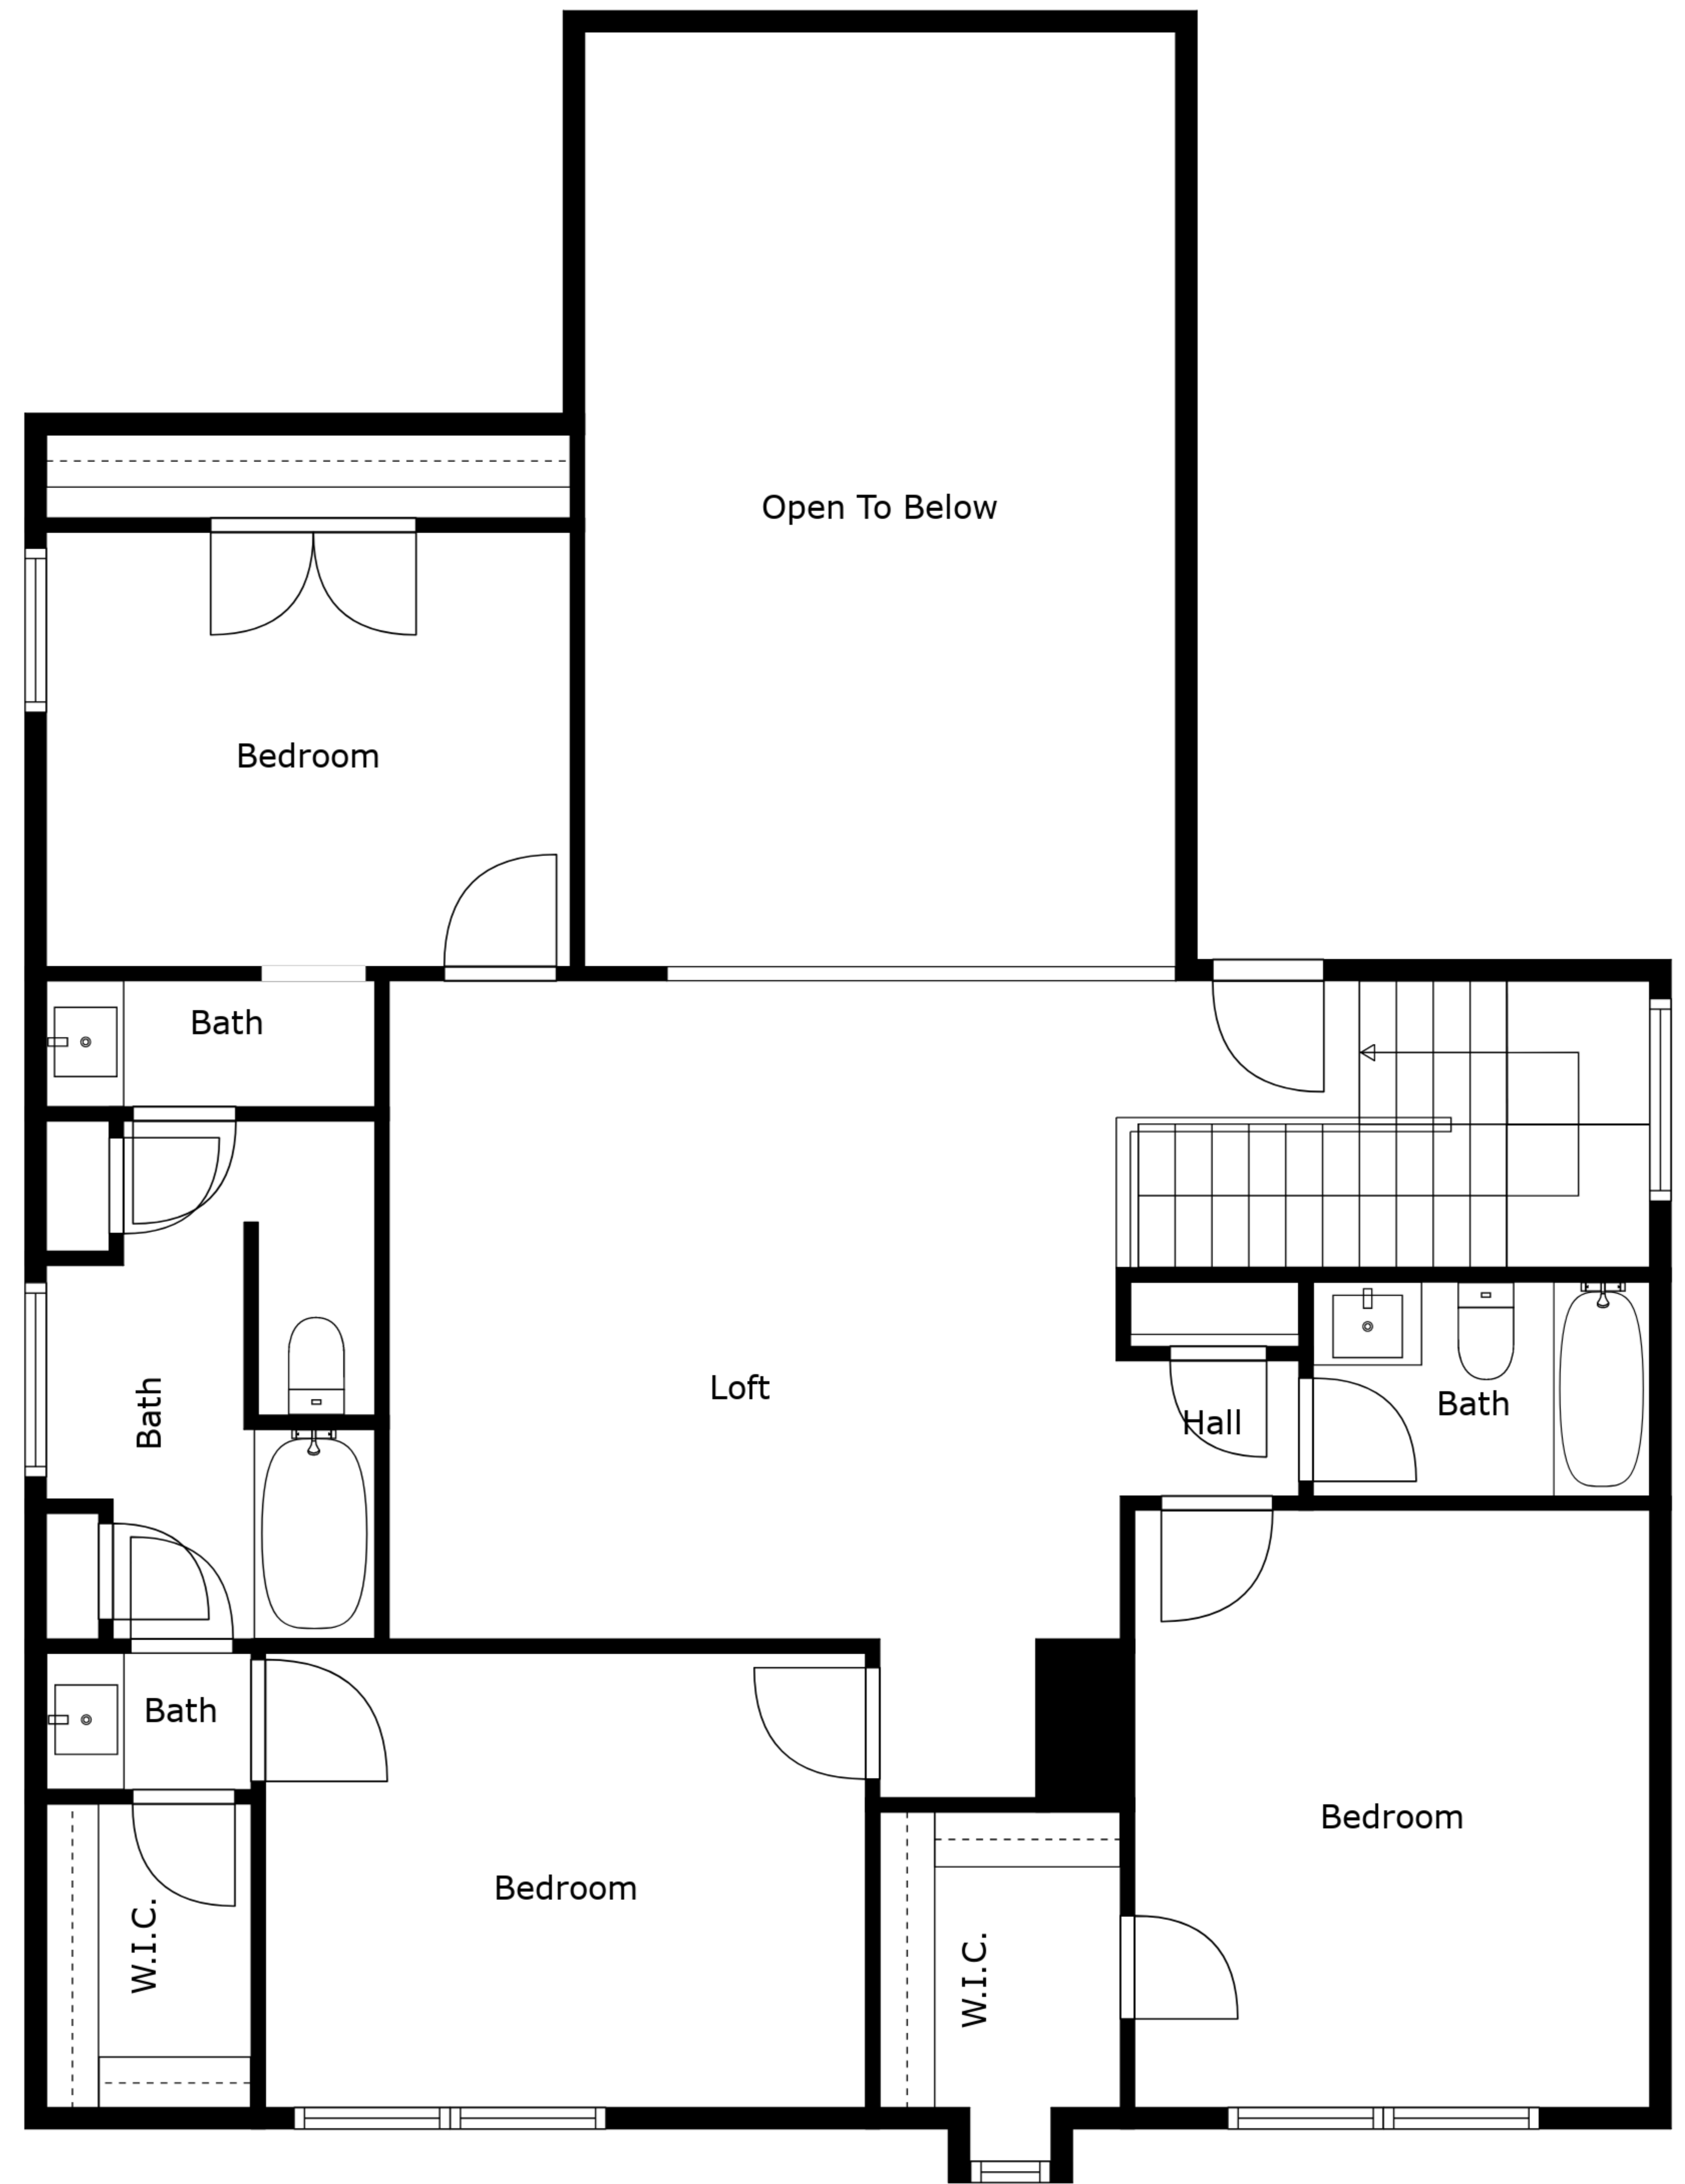 Open To Below
Bedroom
Bath
Loft
Bath
Hall
Bath
Bath
Bedroom
Bedroom
W.I.C.
W.I.C.